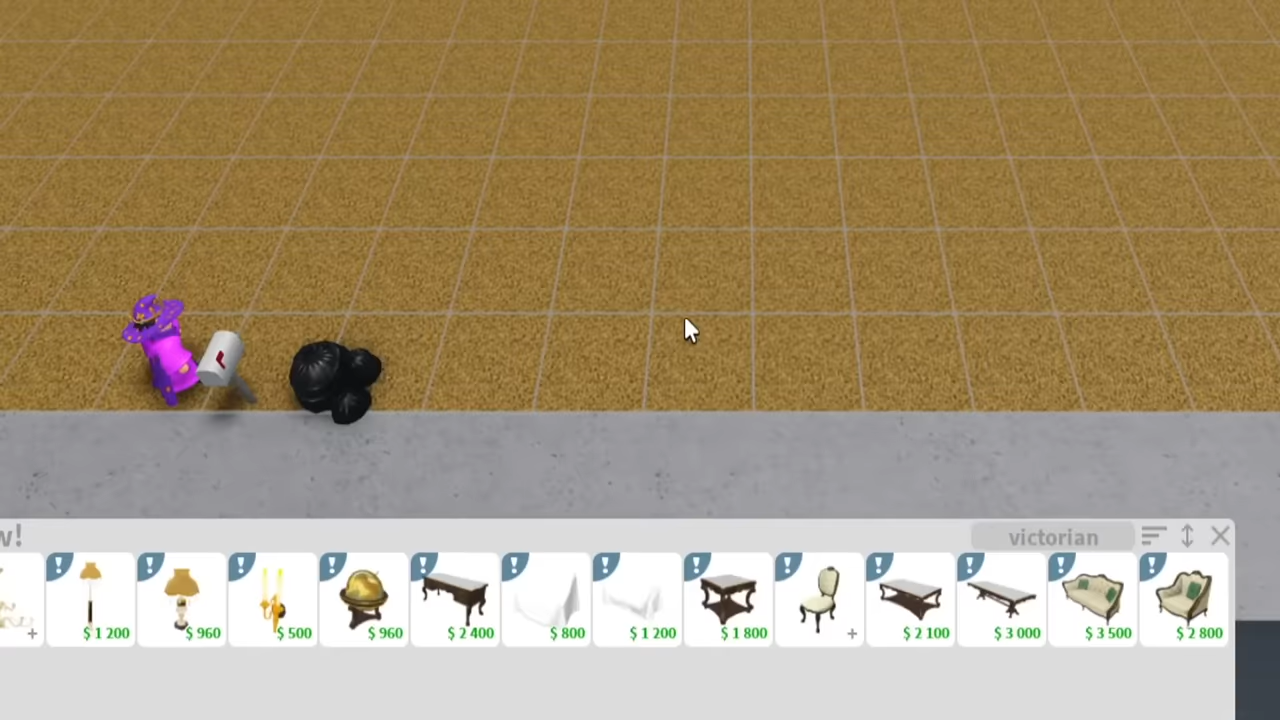 w!
victorian
! ! ! ! ! ! ! ! ! ! ! ! !
+ $ 1 200 $ 960 $ 500 $ 960 $ 2 400 $ 800 $ 1 200 $ 1 800 + $ 2 100 $ 3 000 $ 3 500 $ 2 800